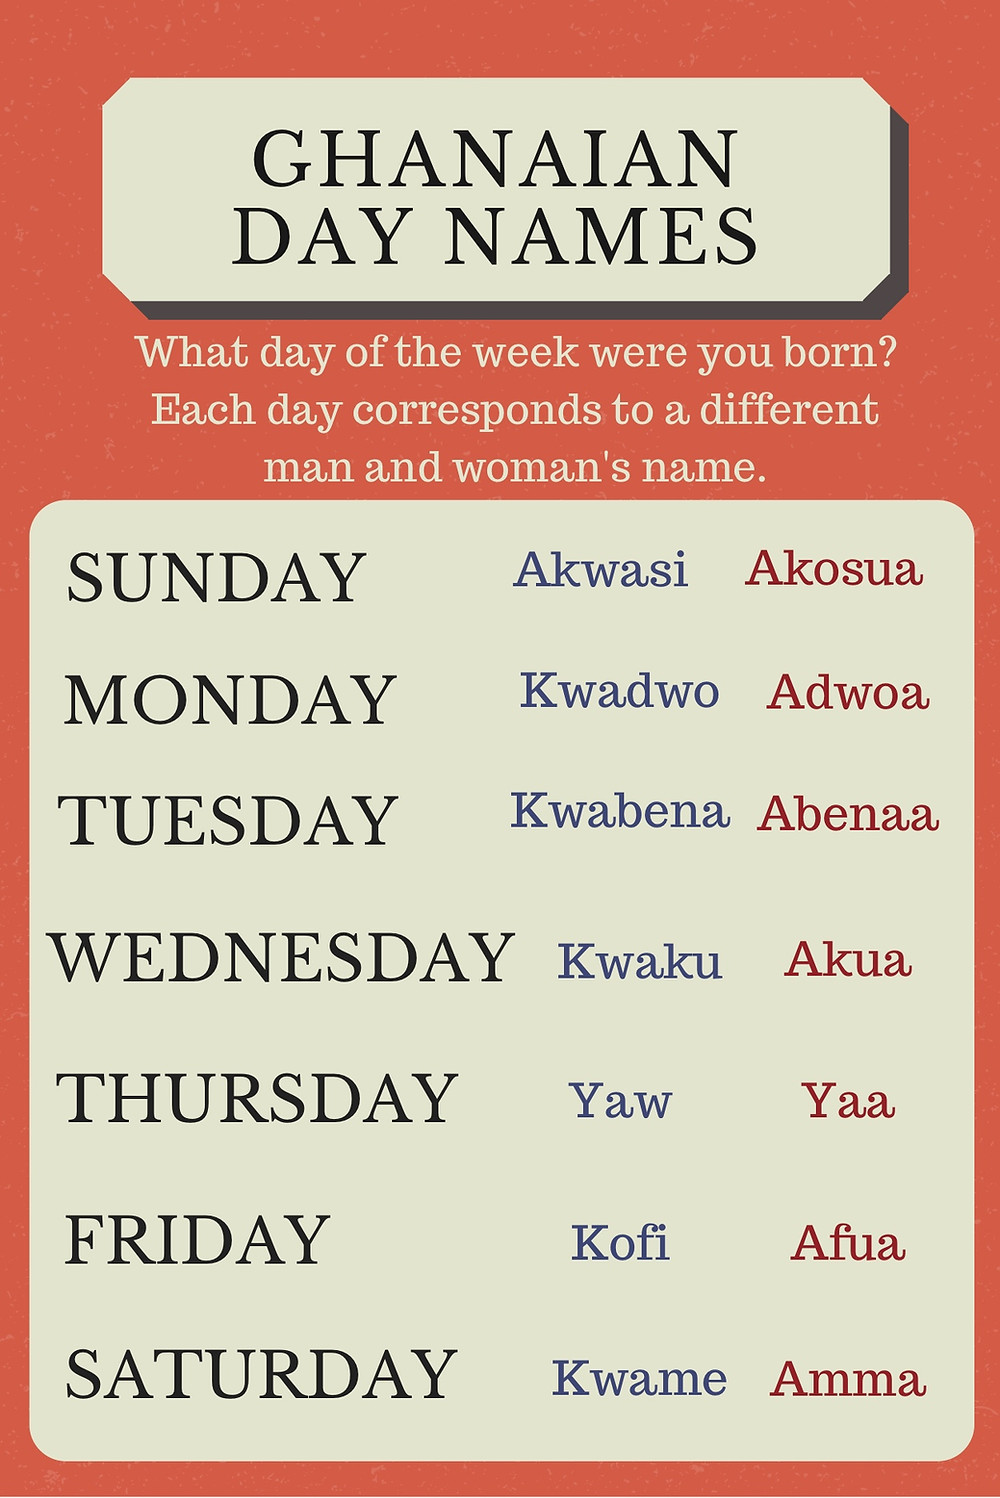 GHANAIAN
DAY NAMES
What day of the week were you born?
Each day corresponds to a different
man and woman's name.
SUNDAY Akwasi Akosua
MONDAY Kwadwo Adwoa
TUESDAY Kwabena Abenaa
WEDNESDAY Kwaku Akua
THURSDAY Yaw Yaa
FRIDAY Kofi Afua
SATURDAY Kwame Amma